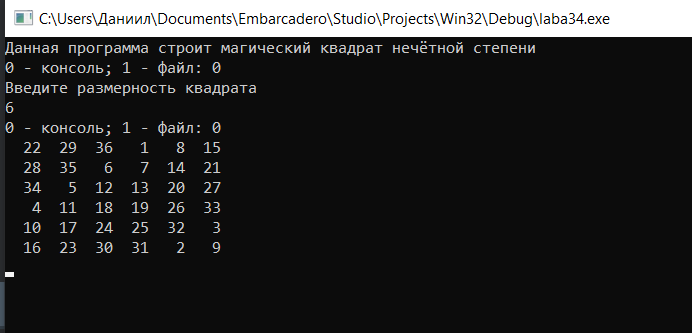 C:\Users\Даниил\Documents\Embarcadero\Studio\Projects\Win32\Debug\laba34.exe
Данная программа строит магический квадрат нечётной степени
0 - консоль; 1 - файл: 0
Введите размерность квадрата
6
0 - консоль; 1 - файл: 0
22 29 36 1 8 15
28 35 6 7 14 21
34 5 12 13 20 27
4 11 18 19 26 33
10 17 24 25 32 3
16 23 30 31 2 9